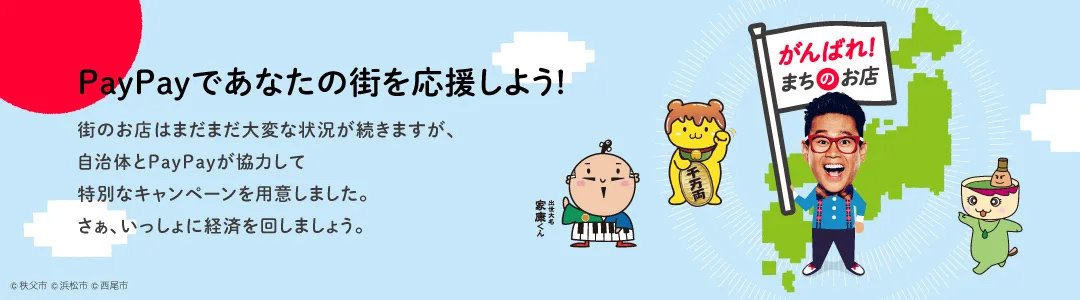 PayPayであなたの街を応援しよう!
街のお店はまだまだ大変な状況が続きますが、
自治体とPayPayが協力して
特別なキャンペーンを用意しました。
さぁ、いっしょに経済を回しましょう。
がんばれ!
まちのお店
千万両
出世大名
家康くん
© 秩父市 © 浜松市 © 西尾市